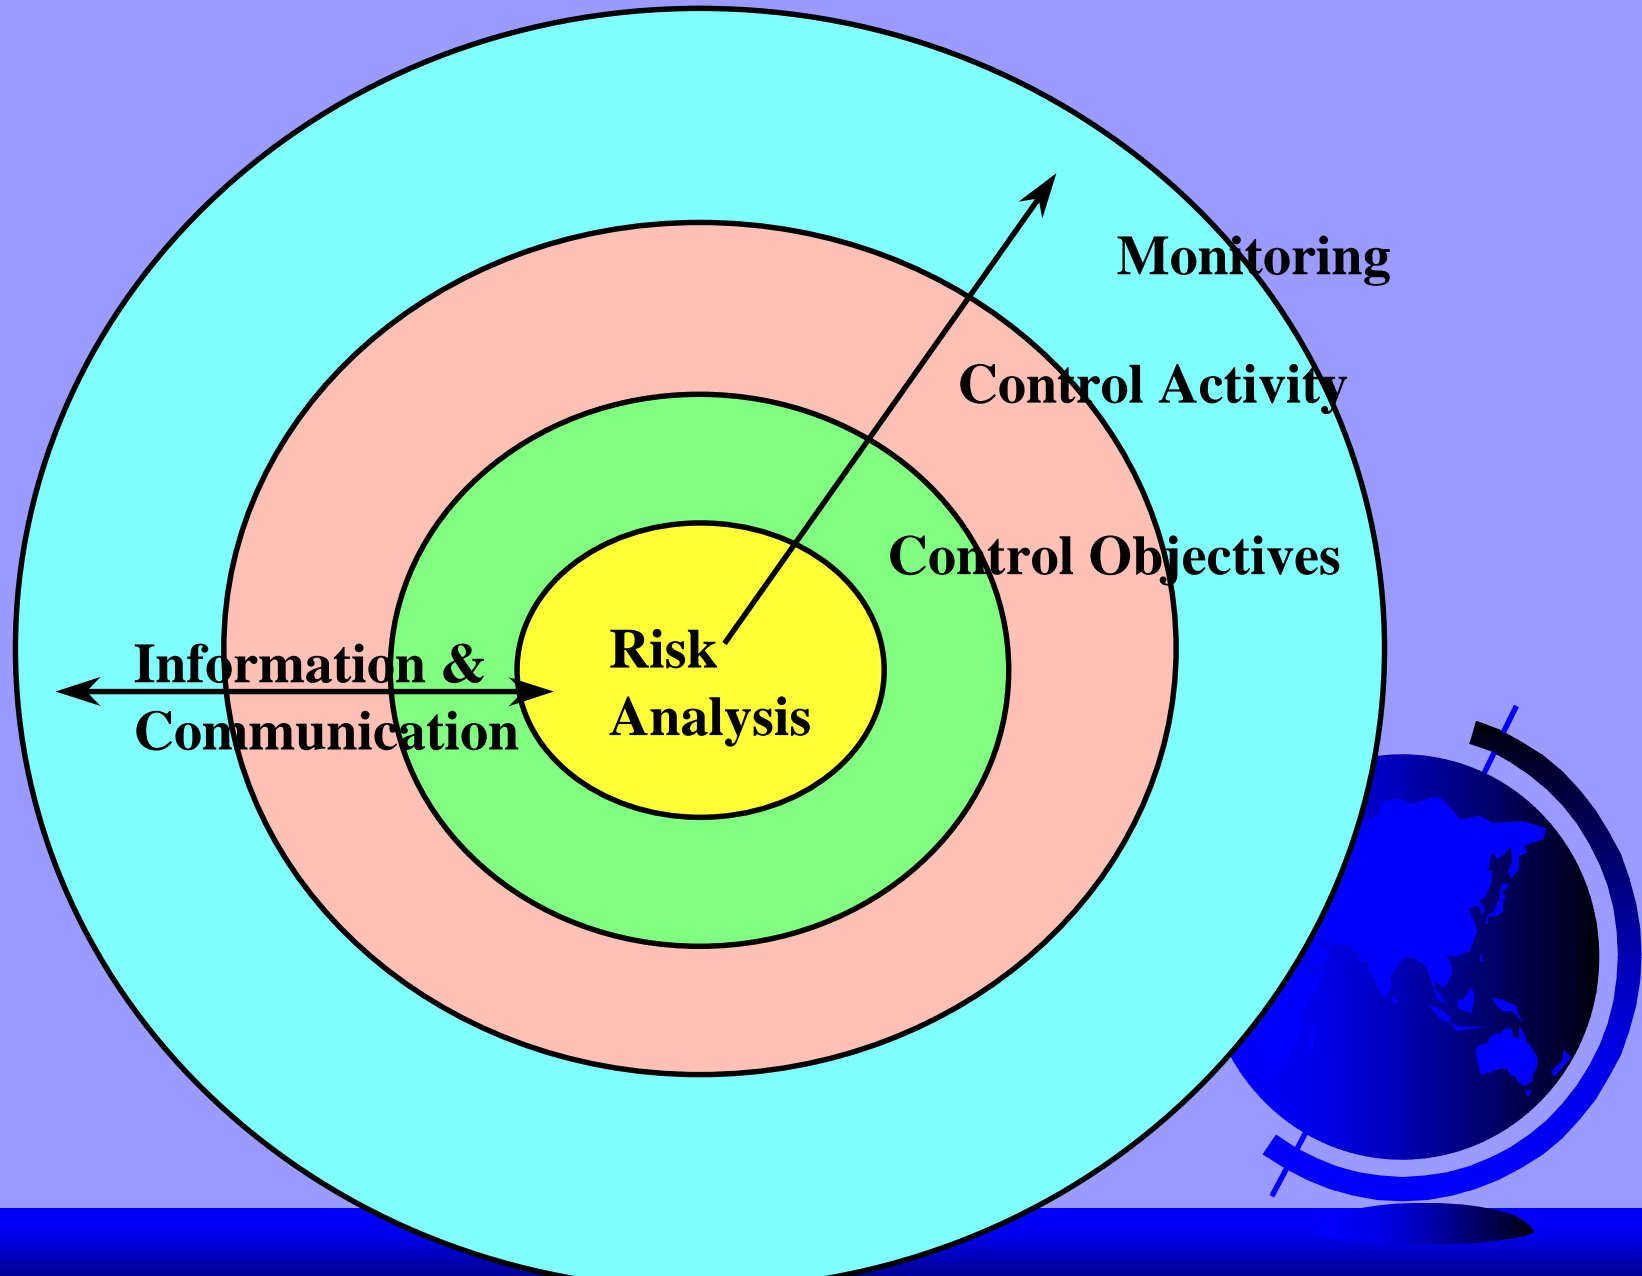 Monitoring
Control Activity
Control Objectives
Information &
Communication
Risk
Analysis